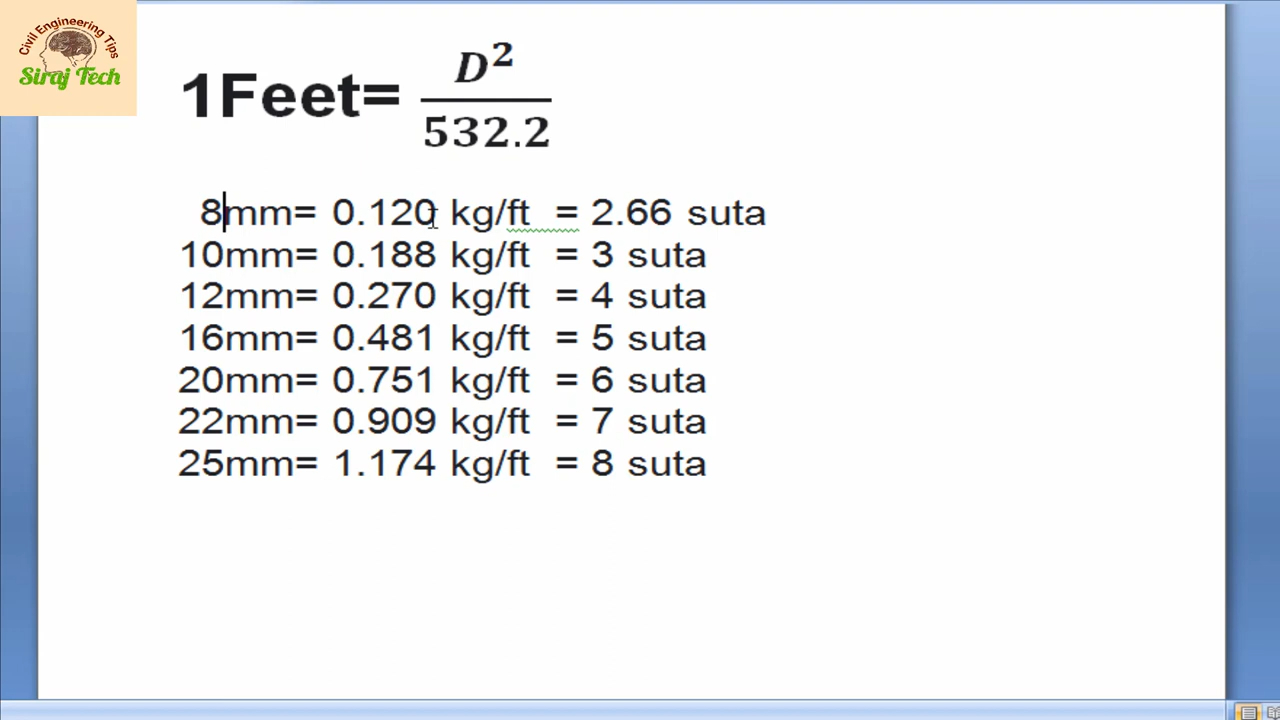 Civil Engineering Tips
Siraj Tech
1Feet= D²/532.2
8mm= 0.120 kg/ft = 2.66 suta
10mm= 0.188 kg/ft = 3 suta
12mm= 0.270 kg/ft = 4 suta
16mm= 0.481 kg/ft = 5 suta
20mm= 0.751 kg/ft = 6 suta
22mm= 0.909 kg/ft = 7 suta
25mm= 1.174 kg/ft = 8 suta